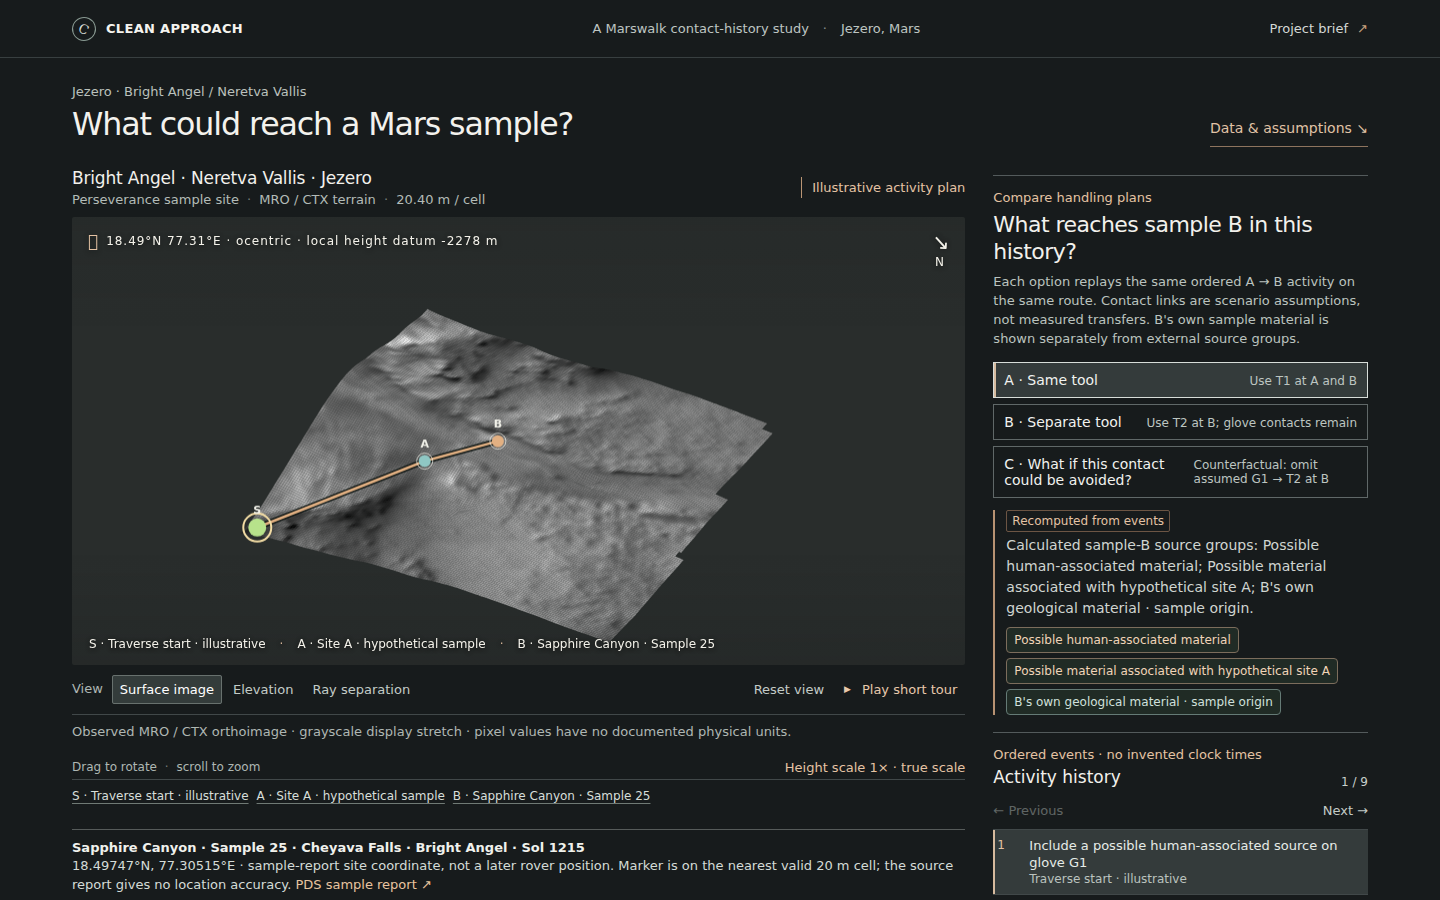 CLEAN APPROACH
A Marswalk contact-history study · Jezero, Mars
Project brief ↗
Jezero · Bright Angel / Neretva Vallis
What could reach a Mars sample?
Data & assumptions ↘
Bright Angel · Neretva Vallis · Jezero
Perseverance sample site · MRO / CTX terrain · 20.40 m / cell
Illustrative activity plan
18.49°N 77.31°E · ocentric · local height datum -2278 m
N
S
A
B
S · Traverse start · illustrative · A · Site A · hypothetical sample · B · Sapphire Canyon · Sample 25
View Surface image Elevation Ray separation
Reset view ▶ Play short tour
Observed MRO / CTX orthoimage · grayscale display stretch · pixel values have no documented physical units.
Drag to rotate · scroll to zoom
Height scale 1× · true scale
S · Traverse start · illustrative A · Site A · hypothetical sample B · Sapphire Canyon · Sample 25
Sapphire Canyon · Sample 25 · Cheyava Falls · Bright Angel · Sol 1215
18.49747°N, 77.30515°E · sample-report site coordinate, not a later rover position. Marker is on the nearest valid 20 m cell; the source
report gives no location accuracy. PDS sample report ↗
Compare handling plans
What reaches sample B in this
history?
Each option replays the same ordered A → B activity on
the same route. Contact links are scenario assumptions,
not measured transfers. B's own sample material is
shown separately from external source groups.
A · Same tool
Use T1 at A and B
B · Separate tool
Use T2 at B; glove contacts remain
C · What if this contact
could be avoided?
Counterfactual: omit
assumed G1 → T2 at B
Recomputed from events
Calculated sample-B source groups: Possible
human-associated material; Possible material
associated with hypothetical site A; B's own
geological material · sample origin.
Possible human-associated material
Possible material associated with hypothetical site A
B's own geological material · sample origin
Ordered events · no invented clock times
Activity history
1 / 9
← Previous
Next →
1
Include a possible human-associated source on
glove G1
Traverse start · illustrative